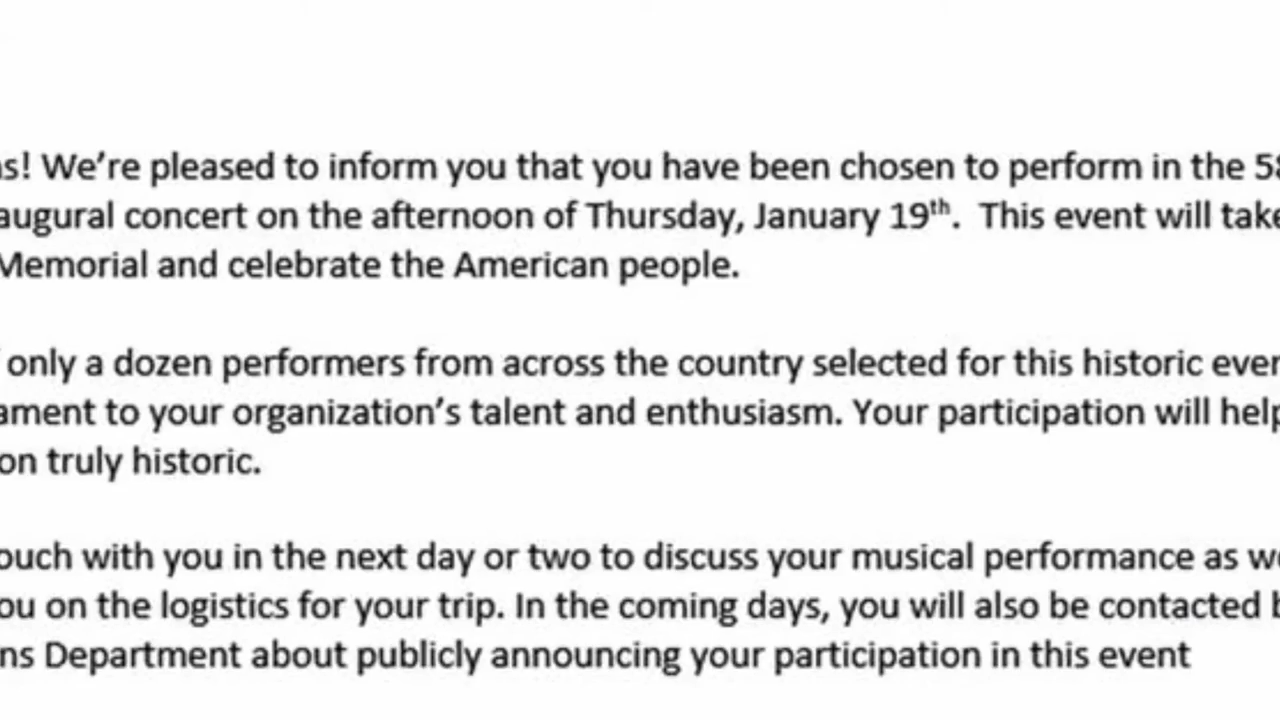 ns! We’re pleased to inform you that you have been chosen to perform in the 58
augural concert on the afternoon of Thursday, January 19th. This event will take
Memorial and celebrate the American people.
only a dozen performers from across the country selected for this historic even
ament to your organization’s talent and enthusiasm. Your participation will help
on truly historic.
ouch with you in the next day or two to discuss your musical performance as we
ou on the logistics for your trip. In the coming days, you will also be contacted b
ns Department about publicly announcing your participation in this event